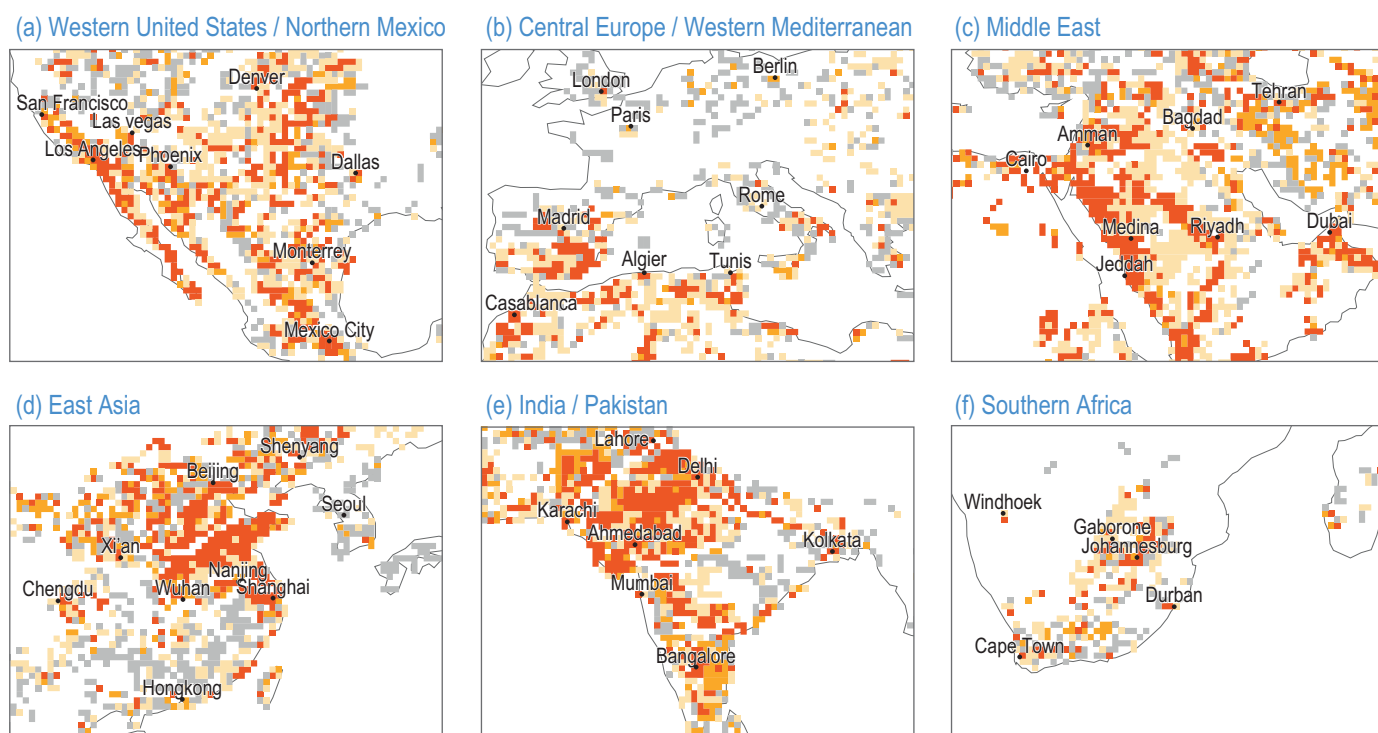 (a) Western United States / Northern Mexico
Denver
San Francisco
Las vegas
Los Angeles
Phoenix
Dallas
Monterrey
Mexico City
(b) Central Europe / Western Mediterranean
London
Berlin
Paris
Rome
Madrid
Algier
Tunis
Casablanca
(c) Middle East
Tehran
Bagdad
Amman
Cairo
Medina
Riyadh
Dubai
Jeddah
(d) East Asia
Shenyang
Beijing
Seoul
Xi'an
Nanjing
Chengdu
Wuhan
Shanghai
Hongkong
(e) India / Pakistan
Lahore
Delhi
Karachi
Ahmedabad
Kolkata
Mumbai
Bangalore
(f) Southern Africa
Windhoek
Gaborone
Johannesburg
Durban
Cape Town